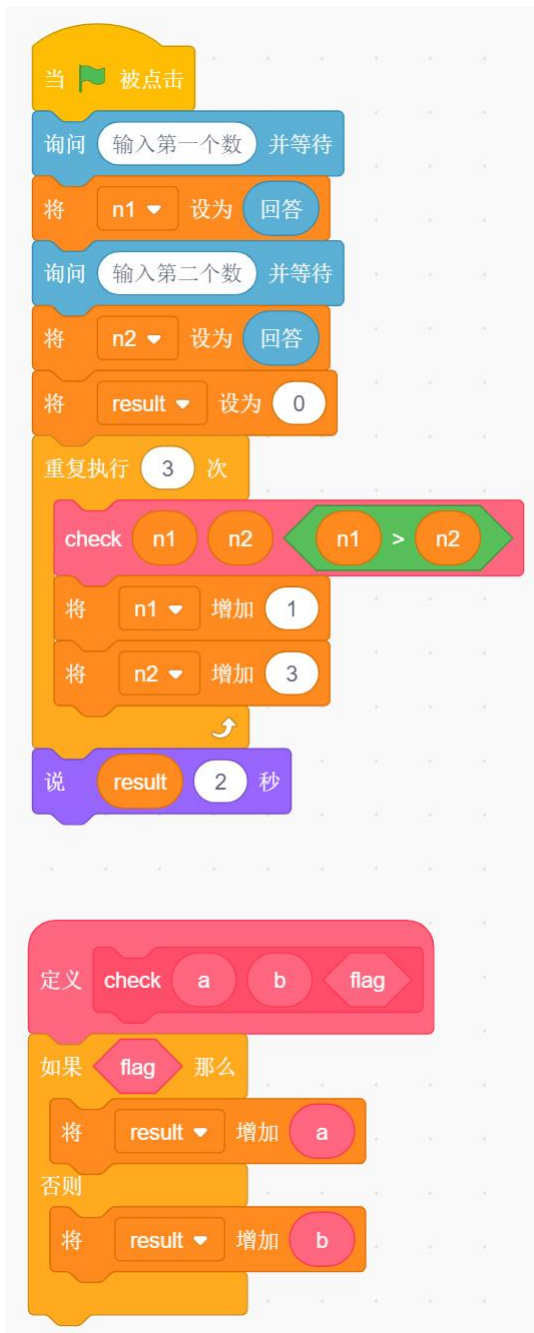 当 被点击
询问 输入第一个数 并等待
将 n1 设为 回答
询问 输入第二个数 并等待
将 n2 设为 回答
将 result 设为 0
重复执行 3 次
check n1 n2 n1 > n2
将 n1 增加 1
将 n2 增加 3
说 result 2 秒
定义 check a b flag
如果 flag 那么
将 result 增加 a
否则
将 result 增加 b